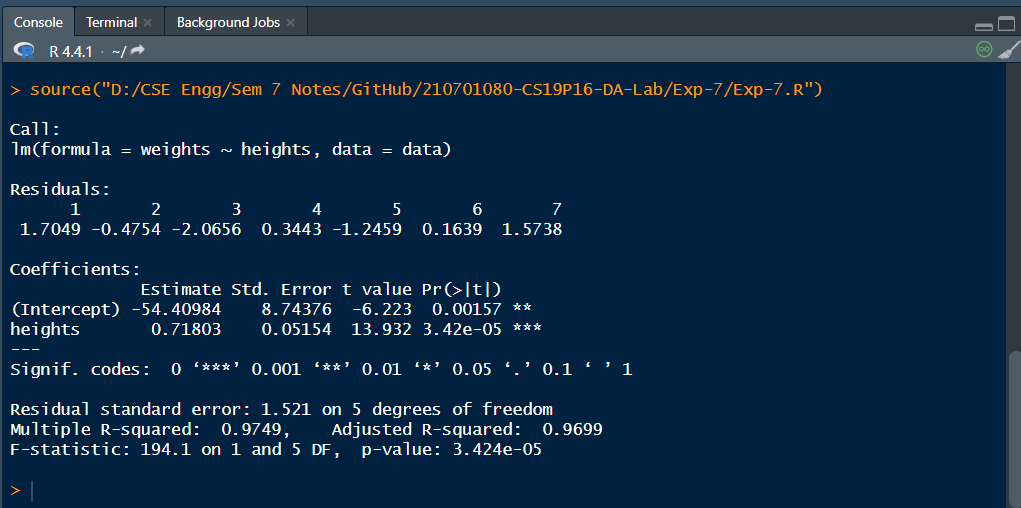 Console Terminal Background Jobs
R 4.4.1 · ~/
> source("D:/CSE Engg/Sem 7 Notes/GitHub/210701080-CS19P16-DA-Lab/Exp-7/Exp-7.R")
Call:
lm(formula = weights ~ heights, data = data)
Residuals:
      1       2       3       4       5       6       7
 1.7049 -0.4754 -2.0656  0.3443 -1.2459  0.1639  1.5738
Coefficients:
             Estimate Std. Error t value Pr(>|t|)
(Intercept) -54.40984    8.74376  -6.223  0.00157 **
heights       0.71803    0.05154  13.932 3.42e-05 ***
---
Signif. codes:  0 ‘***’ 0.001 ‘**’ 0.01 ‘*’ 0.05 ‘.’ 0.1 ‘ ’ 1
Residual standard error: 1.521 on 5 degrees of freedom
Multiple R-squared:  0.9749,    Adjusted R-squared:  0.9699
F-statistic: 194.1 on 1 and 5 DF,  p-value: 3.424e-05
>